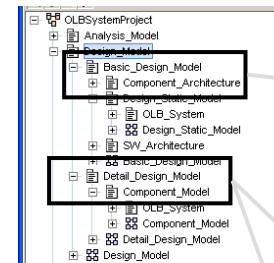 OLBSystemProject
Analysis_Model
Design_Model
Basic_Design_Model
Component_Architecture
Design_Static_Model
OLB_System
Design_Static_Model
SW_Architecture
Basic_Design_Model
Detail_Design_Model
Component_Model
OLB_System
Component_Model
Detail_Design_Model
Design_Model